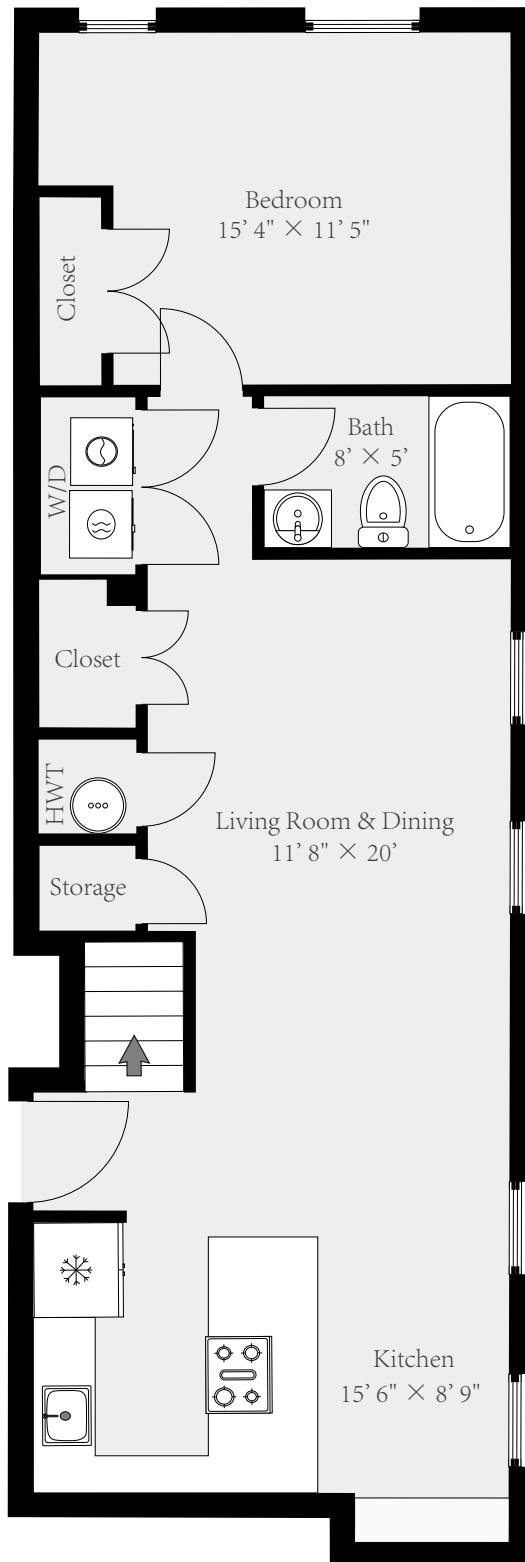 Bedroom
15’ 4" × 11’ 5"
Closet
Bath
8’ × 5’
W/D
Closet
HWT
Living Room & Dining
11’ 8" × 20’
Storage
Kitchen
15’ 6" × 8’ 9"